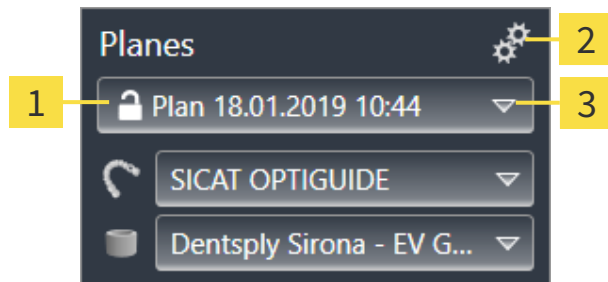 Planes
2
1
Plan 18.01.2019 10:44
3
SICAT OPTIGUIDE
Dentsply Sirona - EV G...